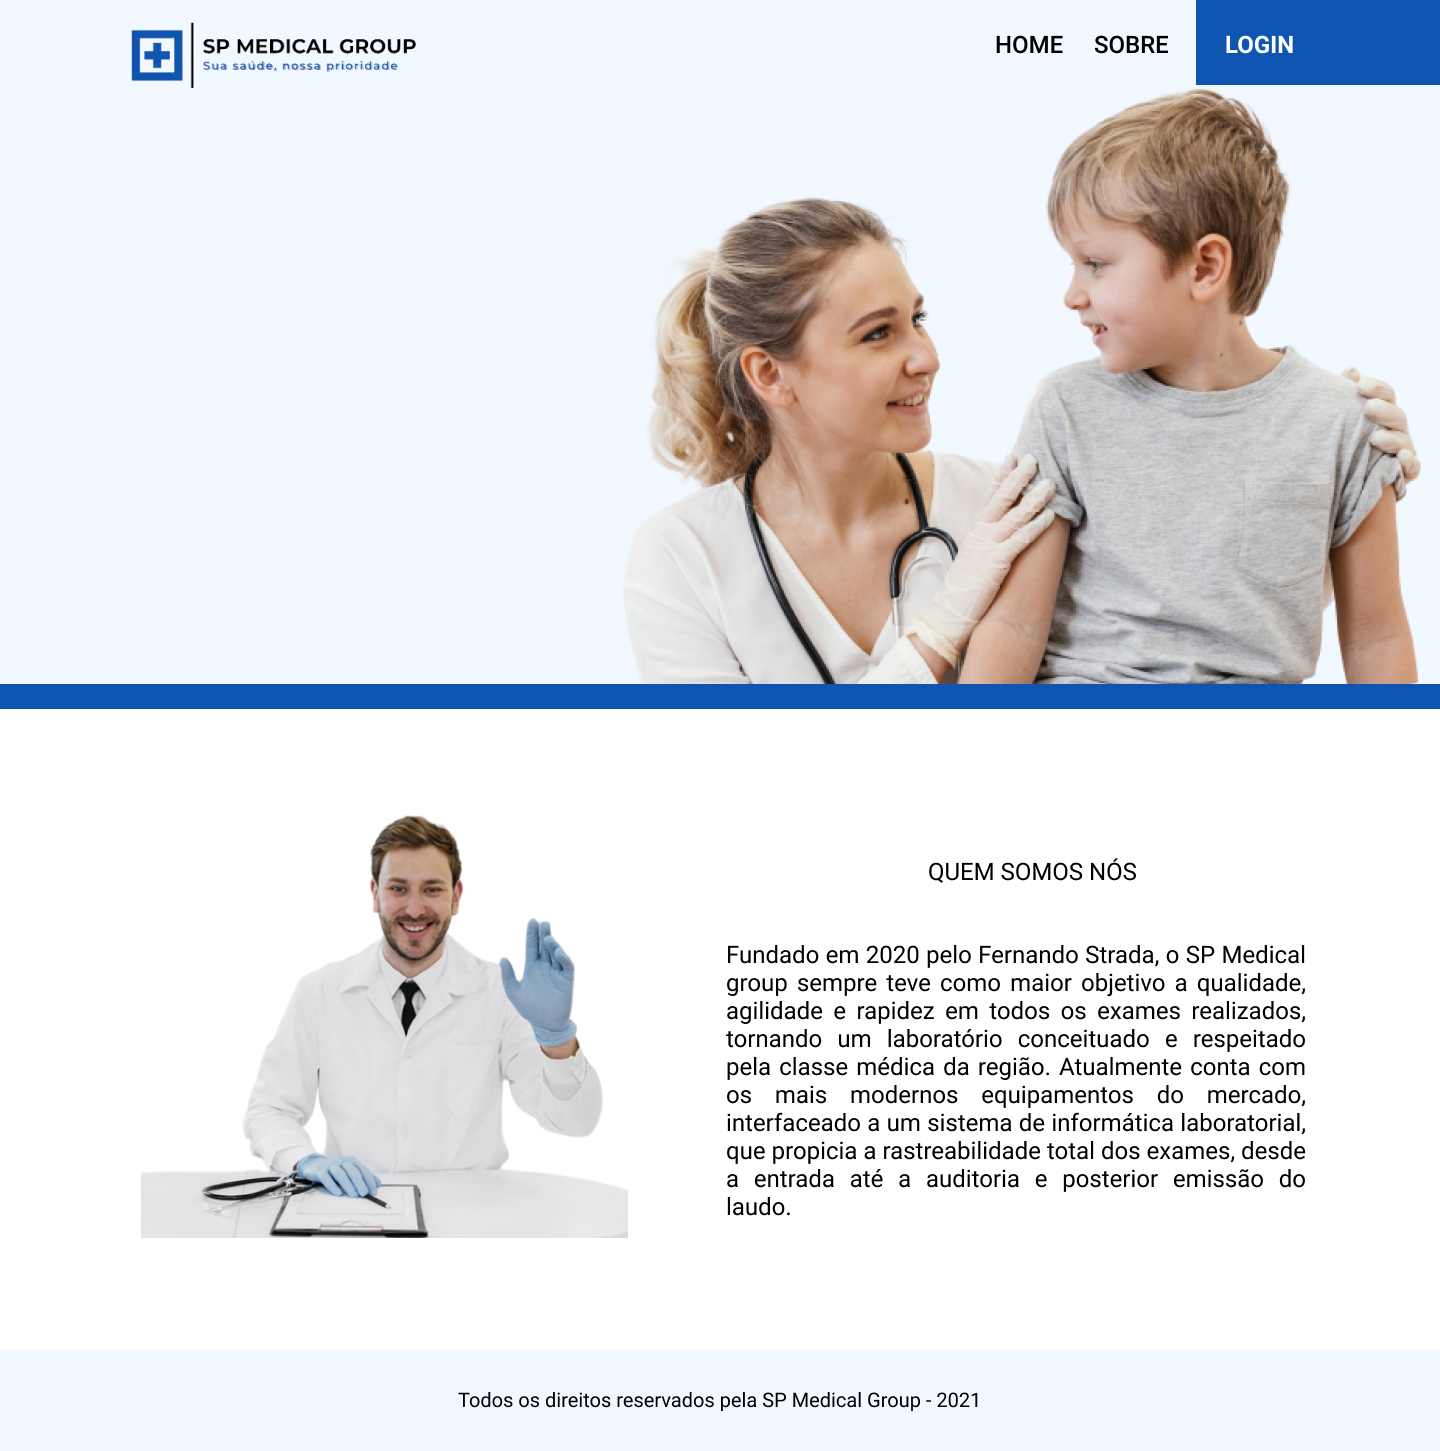 SP MEDICAL GROUP
Sua saúde, nossa prioridade
HOME SOBRE LOGIN
QUEM SOMOS NÓS
Fundado em 2020 pelo Fernando Strada, o SP Medical
group sempre teve como maior objetivo a qualidade,
agilidade e rapidez em todos os exames realizados,
tornando um laboratório conceituado e respeitado
pela classe médica da região. Atualmente conta com
os mais modernos equipamentos do mercado,
interfaceado a um sistema de informática laboratorial,
que propicia a rastreabilidade total dos exames, desde
a entrada até a auditoria e posterior emissão do
laudo.
Todos os direitos reservados pela SP Medical Group - 2021